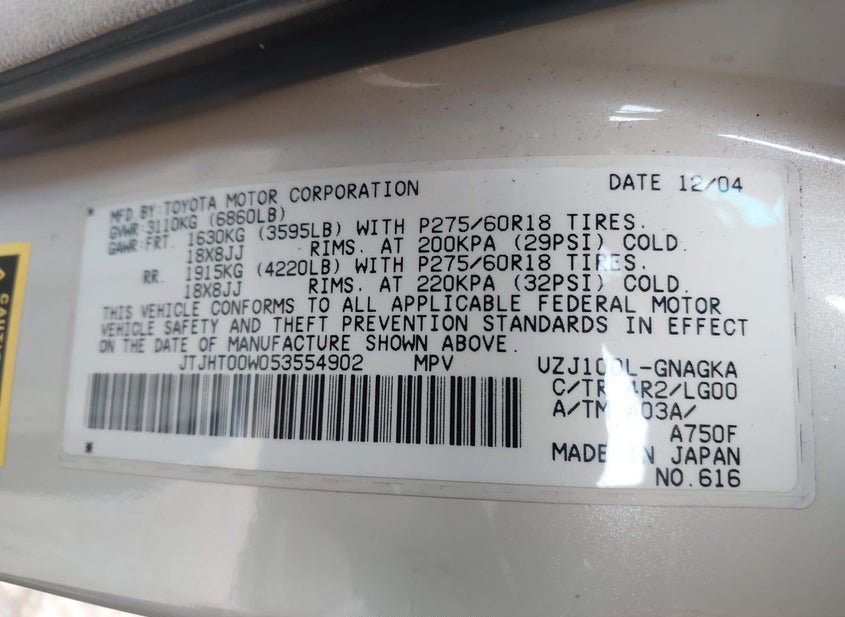 MFD BY:TOYOTA MOTOR CORPORATION DATE 12/04
GVWR:3110KG (6860LB)
GAWR:FRT. 1630KG (3595LB) WITH P275/60R18 TIRES.
18X8JJ RIMS. AT 200KPA (29PSI) COLD.
RR. 1915KG (4220LB) WITH P275/60R18 TIRES.
18X8JJ RIMS. AT 220KPA (32PSI) COLD.
THIS VEHICLE CONFORMS TO ALL APPLICABLE FEDERAL MOTOR
VEHICLE SAFETY AND THEFT PREVENTION STANDARDS IN EFFECT
ON THE DATE OF MANUFACTURE SHOWN ABOVE.
JTJHT00W053554902 MPV UZJ100L-GNAGKA
LG00
A750F
MADE IN JAPAN
NO.616
CAUTION